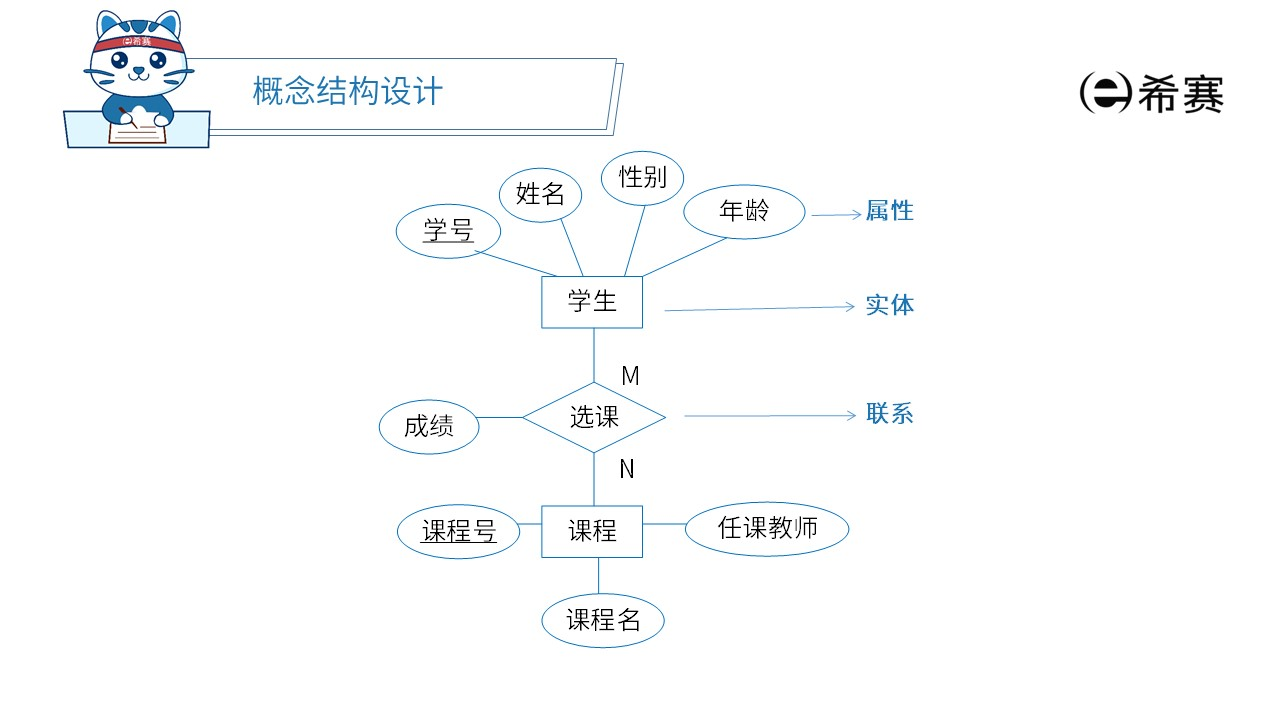 希赛
概念结构设计
希赛
性别
姓名
年龄
属性
学号
学生
实体
M
选课
联系
成绩
N
课程号
课程
任课教师
课程名